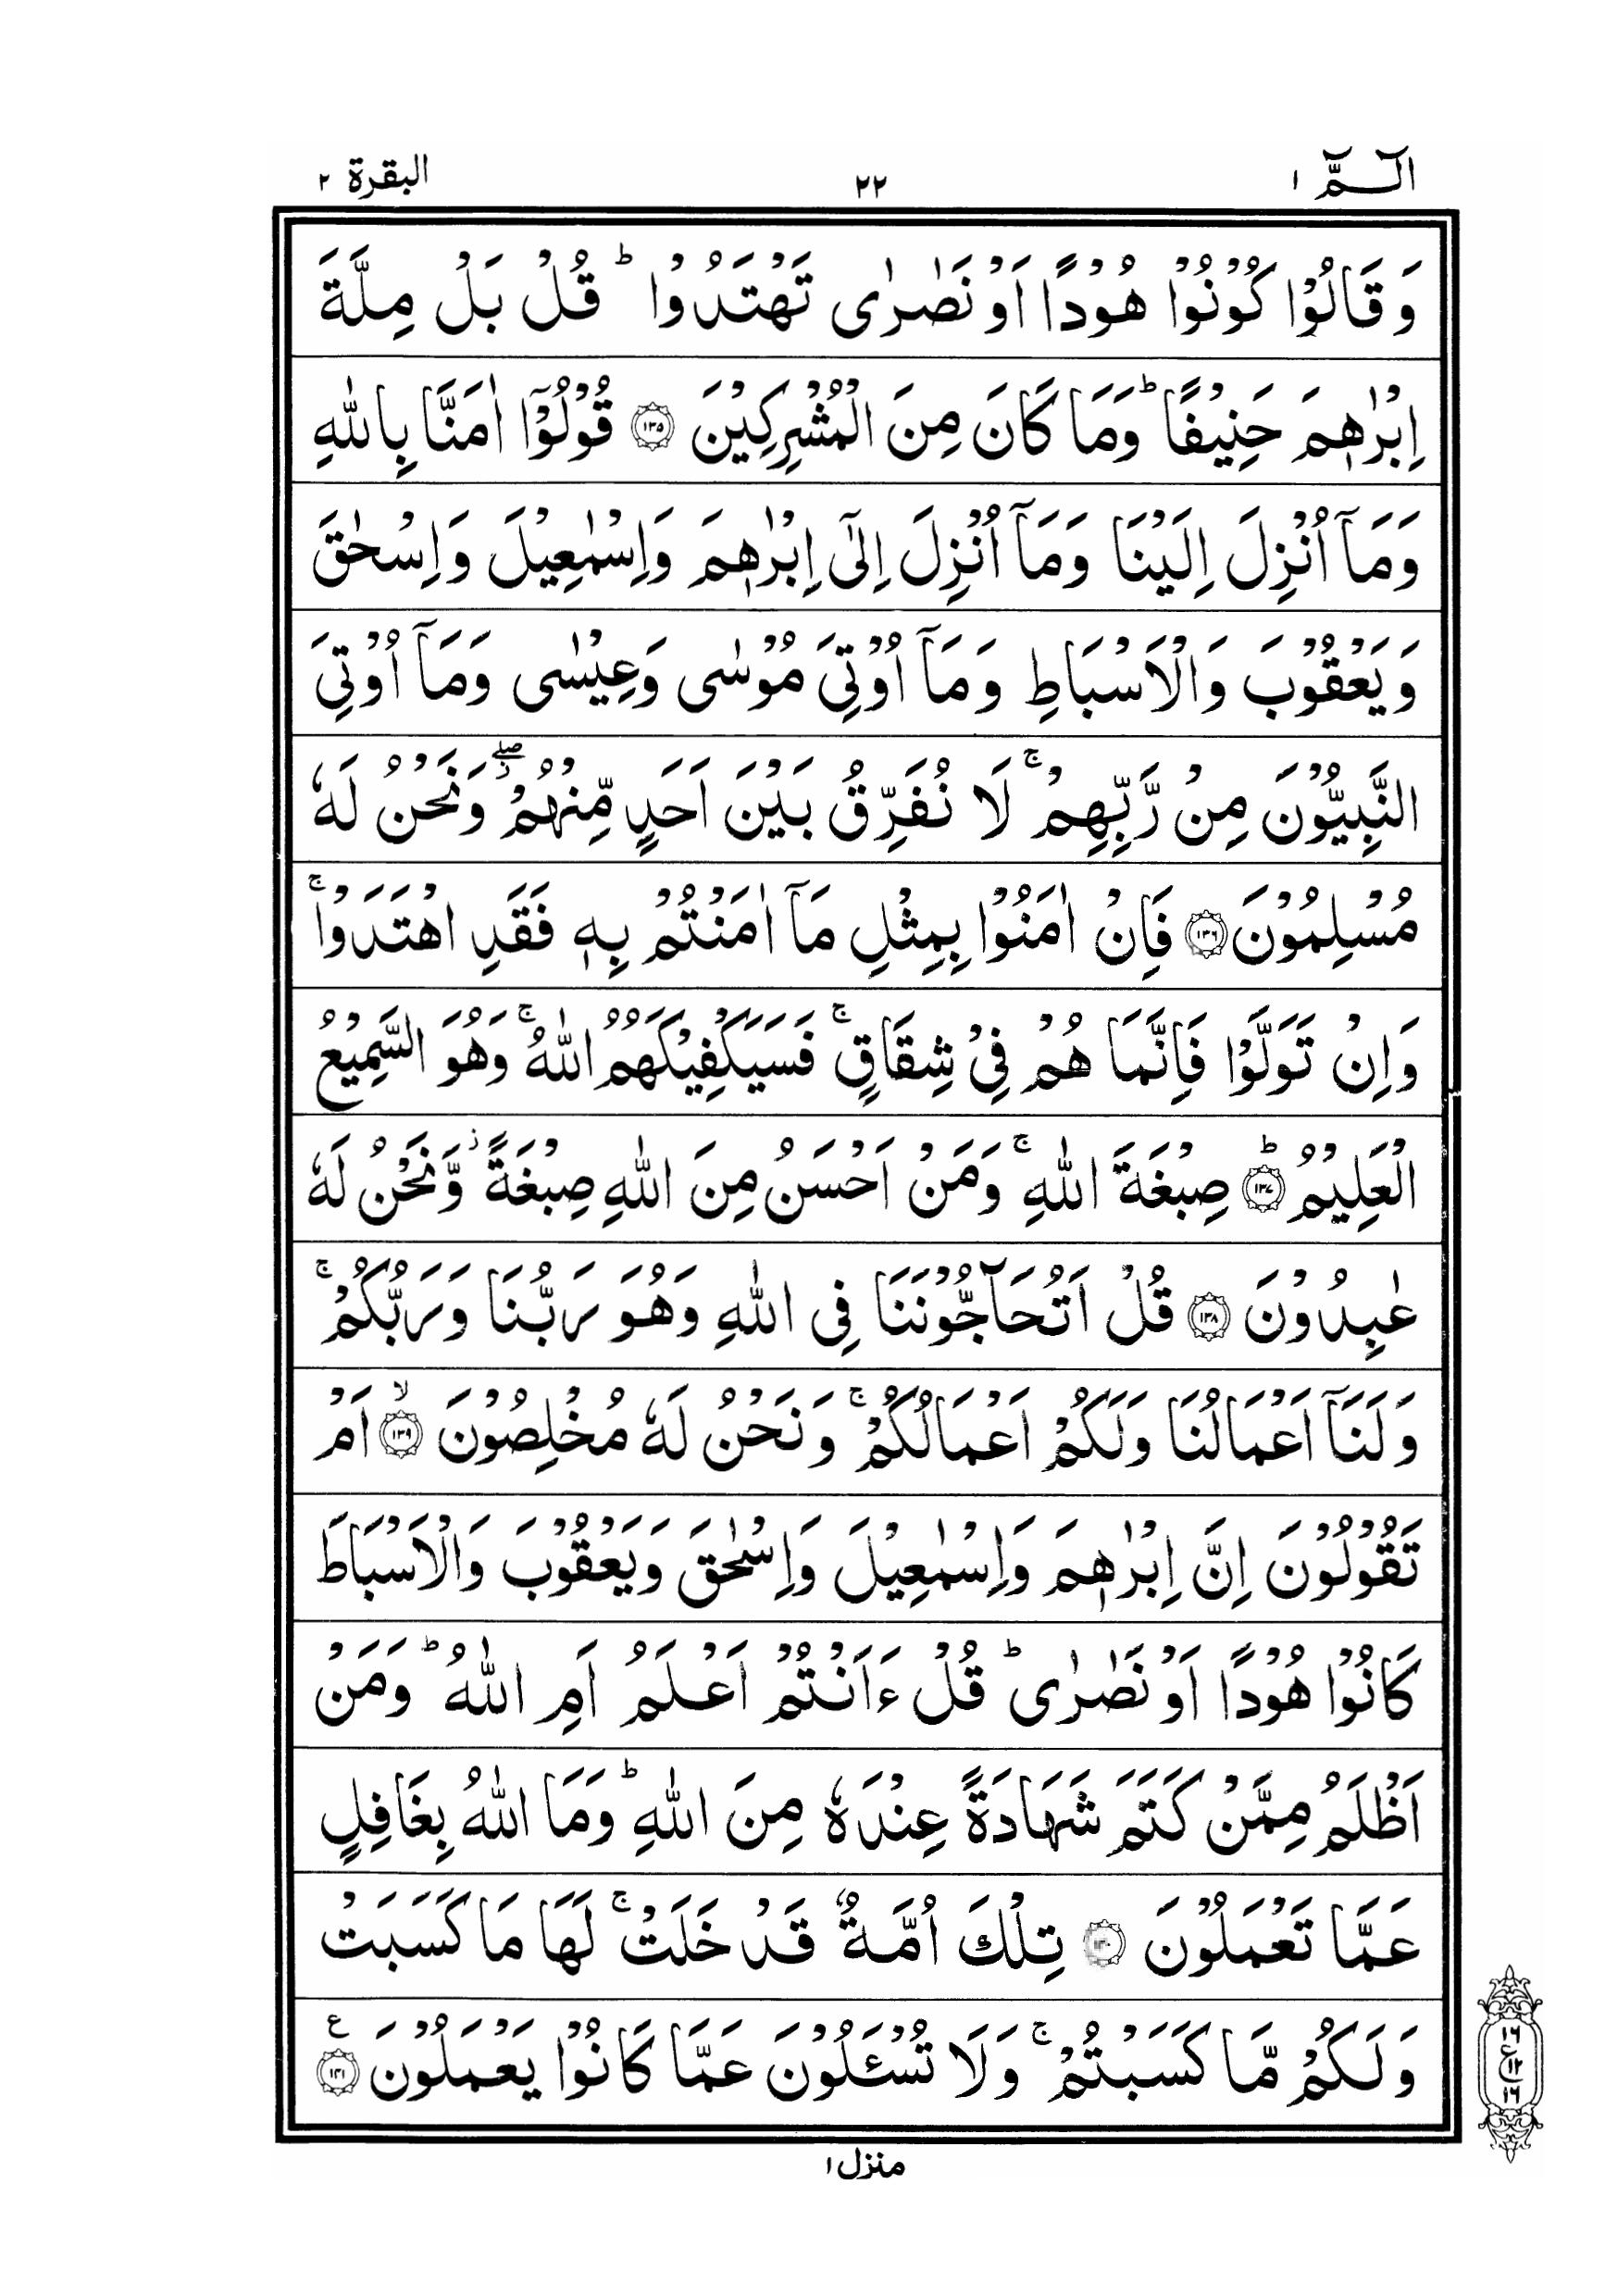 الٓـمّٓ ١
٢٢
البقرة ٢
وَ قَالُوْا كُوْنُوْا هُوْدًا اَوْ نَصٰرٰى تَهْتَدُوْا ؕ قُلْ بَلْ مِلَّةَ
اِبْرٰهٖمَ حَنِيْفًا ؕ وَمَا كَانَ مِنَ الْمُشْرِكِيْنَ ﴿١٣٥﴾ قُوْلُوْٓا اٰمَنَّا بِاللّٰهِ
وَمَآ اُنْزِلَ اِلَيْنَا وَمَآ اُنْزِلَ اِلٰٓى اِبْرٰهٖمَ وَاِسْمٰعِيْلَ وَاِسْحٰقَ
وَيَعْقُوْبَ وَالْاَسْبَاطِ وَمَآ اُوْتِيَ مُوْسٰى وَعِيْسٰى وَمَآ اُوْتِيَ
النَّبِيُّوْنَ مِنْ رَّبِّهِمْ ۚ لَا نُفَرِّقُ بَيْنَ اَحَدٍ مِّنْهُمْ ۖ وَنَحْنُ لَهٗ
مُسْلِمُوْنَ ﴿١٣٦﴾ فَاِنْ اٰمَنُوْا بِمِثْلِ مَآ اٰمَنْتُمْ بِهٖ فَقَدِ اهْتَدَوْا ۚ
وَاِنْ تَوَلَّوْا فَاِنَّمَا هُمْ فِيْ شِقَاقٍ ۚ فَسَيَكْفِيْكَهُمُ اللّٰهُ ۚ وَهُوَ السَّمِيْعُ
الْعَلِيْمُ ﴿١٣٧﴾ ؕ صِبْغَةَ اللّٰهِ ۚ وَمَنْ اَحْسَنُ مِنَ اللّٰهِ صِبْغَةً ز وَّنَحْنُ لَهٗ
عٰبِدُوْنَ ﴿١٣٨﴾ قُلْ اَتُحَآجُّوْنَنَا فِى اللّٰهِ وَهُوَ رَبُّنَا وَرَبُّكُمْ ۚ
وَلَنَآ اَعْمَالُنَا وَلَكُمْ اَعْمَالُكُمْ ۚ وَنَحْنُ لَهٗ مُخْلِصُوْنَ ﴿١٣٩﴾ ۙ اَمْ
تَقُوْلُوْنَ اِنَّ اِبْرٰهٖمَ وَاِسْمٰعِيْلَ وَاِسْحٰقَ وَيَعْقُوْبَ وَالْاَسْبَاطَ
كَانُوْا هُوْدًا اَوْ نَصٰرٰى ؕ قُلْ ءَاَنْتُمْ اَعْلَمُ اَمِ اللّٰهُ ؕ وَمَنْ
اَظْلَمُ مِمَّنْ كَتَمَ شَهَادَةً عِنْدَهٗ مِنَ اللّٰهِ ؕ وَمَا اللّٰهُ بِغَافِلٍ
عَمَّا تَعْمَلُوْنَ ﴿١٤٠﴾ تِلْكَ اُمَّةٌ قَدْ خَلَتْ ۚ لَهَا مَا كَسَبَتْ
وَلَكُمْ مَّا كَسَبْتُمْ ۚ وَلَا تُسْـَٔلُوْنَ عَمَّا كَانُوْا يَعْمَلُوْنَ ﴿١٤١﴾ ع
١٦
ع ١٢
١٦
منزل ١